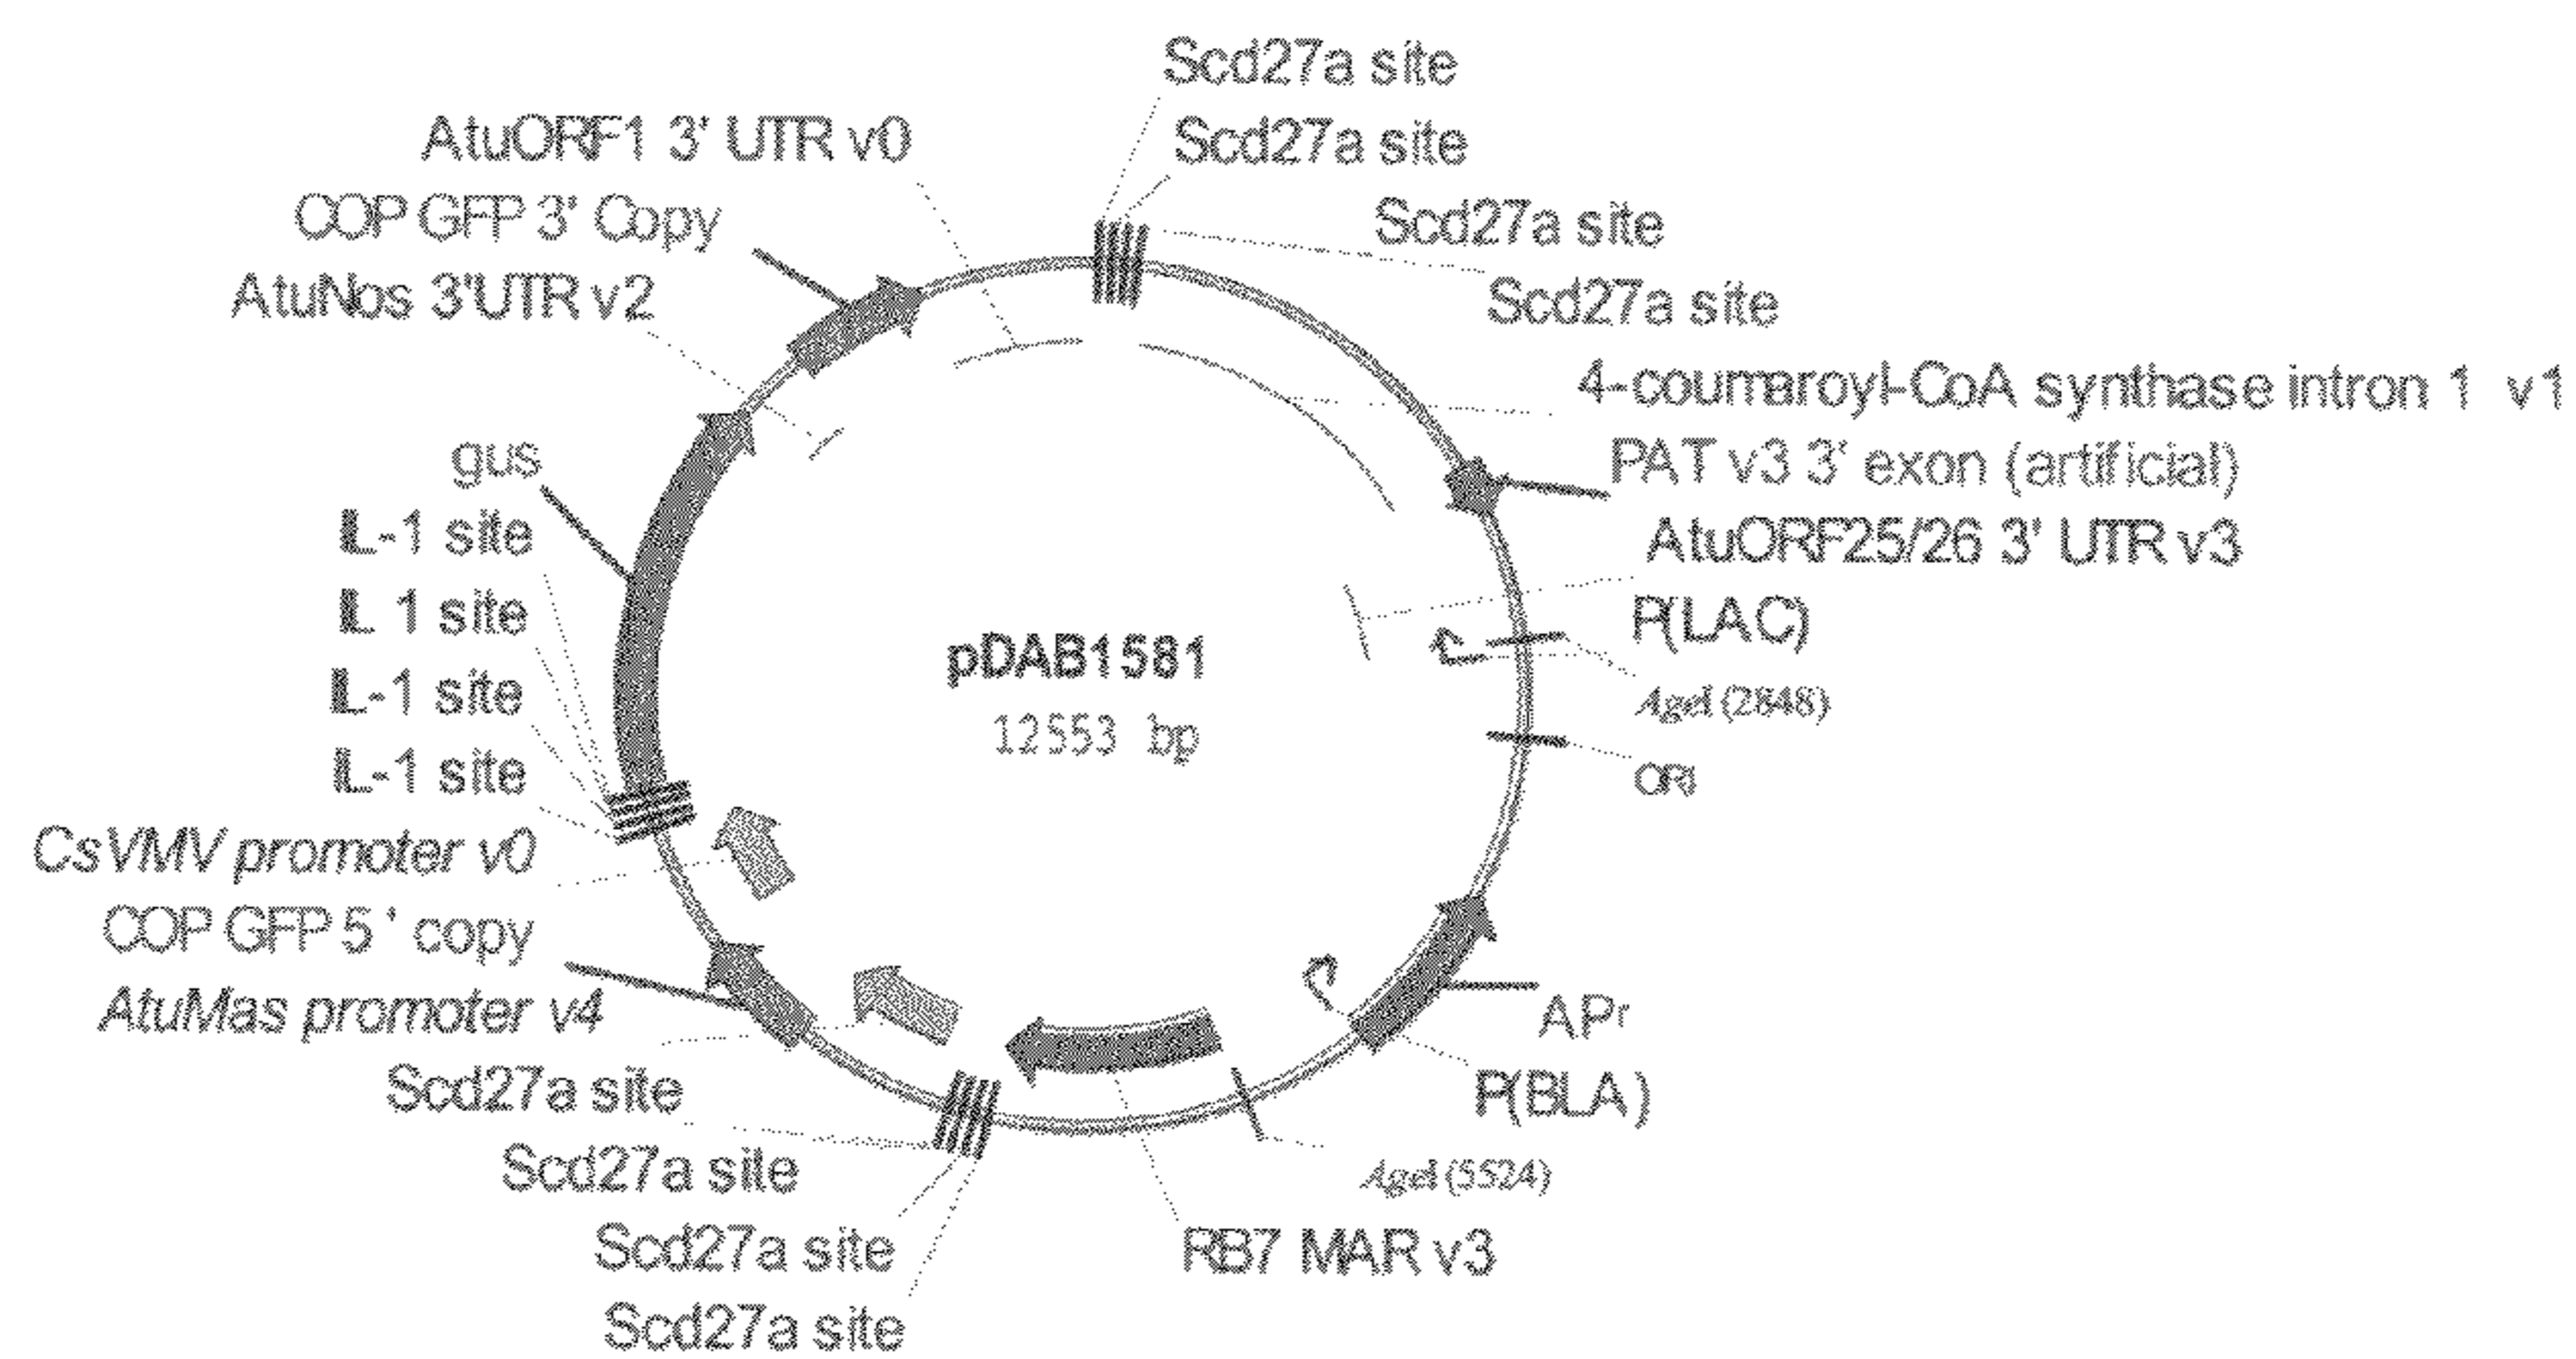 Scd27a site
Scd27a site
Scd27a site
Scd27a site
AtuORF1 3' UTR v0
COP GFP 3' Copy
AtuNos 3'UTR v2
gus
IL-1 site
IL 1 site
IL-1 site
IL-1 site
CsVMV promoter v0
COP GFP 5 ' copy
AtuMas promoter v4
Scd27a site
Scd27a site
Scd27a site
Scd27a site
pDAB1581
12553 bp
4-coumaroyl-CoA synthase intron 1 v1
PAT v3 3' exon (artificial)
AtuORF25/26 3' UTR v3
P(LAC)
AgeI (2848)
ORI
APr
P(BLA)
AgeI (5524)
RB7 MAR v3